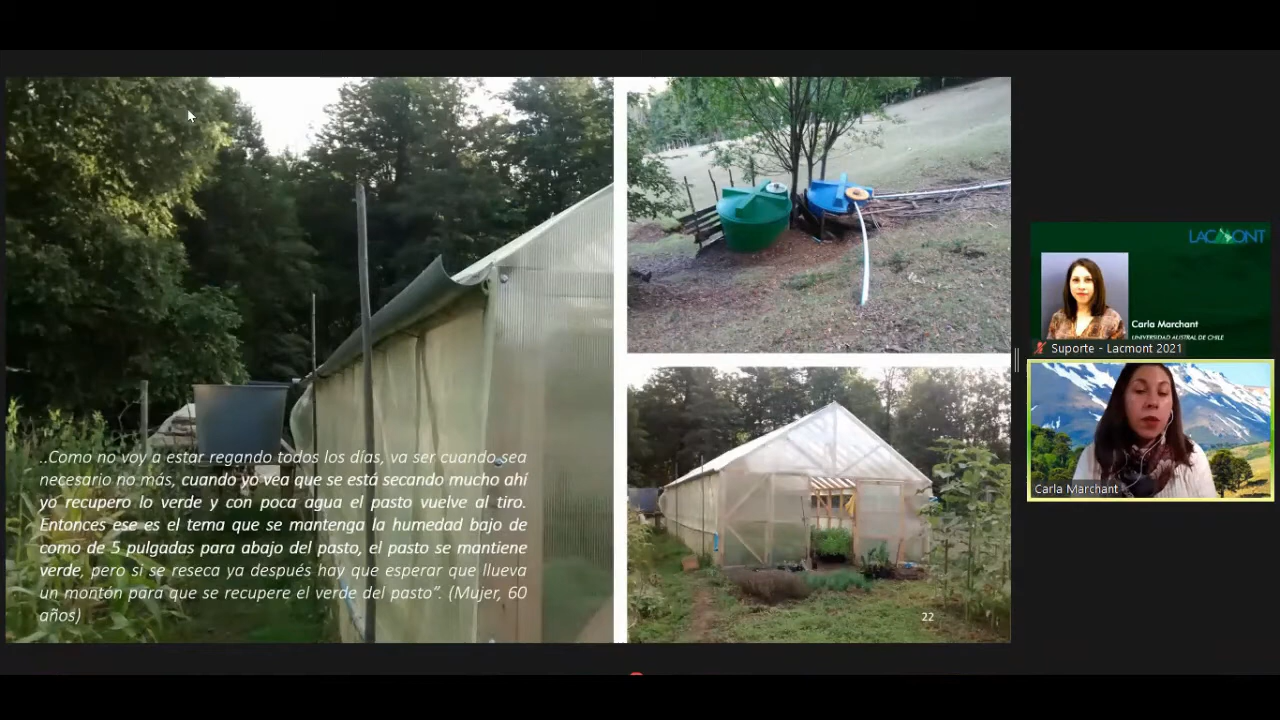 ..Como no voy a estar regando todos los días, va ser cuando sea
necesario no más, cuando yo vea que se está secando mucho ahí
yo recupero lo verde y con poca agua el pasto vuelve al tiro.
Entonces ese es el tema que se mantenga la humedad bajo de
como de 5 pulgadas para abajo del pasto, el pasto se mantiene
verde, pero si se reseca ya después hay que esperar que llueva
un montón para que se recupere el verde del pasto”. (Mujer, 60
años)
22
LACMONT
Carla Marchant
UNIVERSIDAD AUSTRAL DE CHILE
Suporte - Lacmont 2021
Carla Marchant